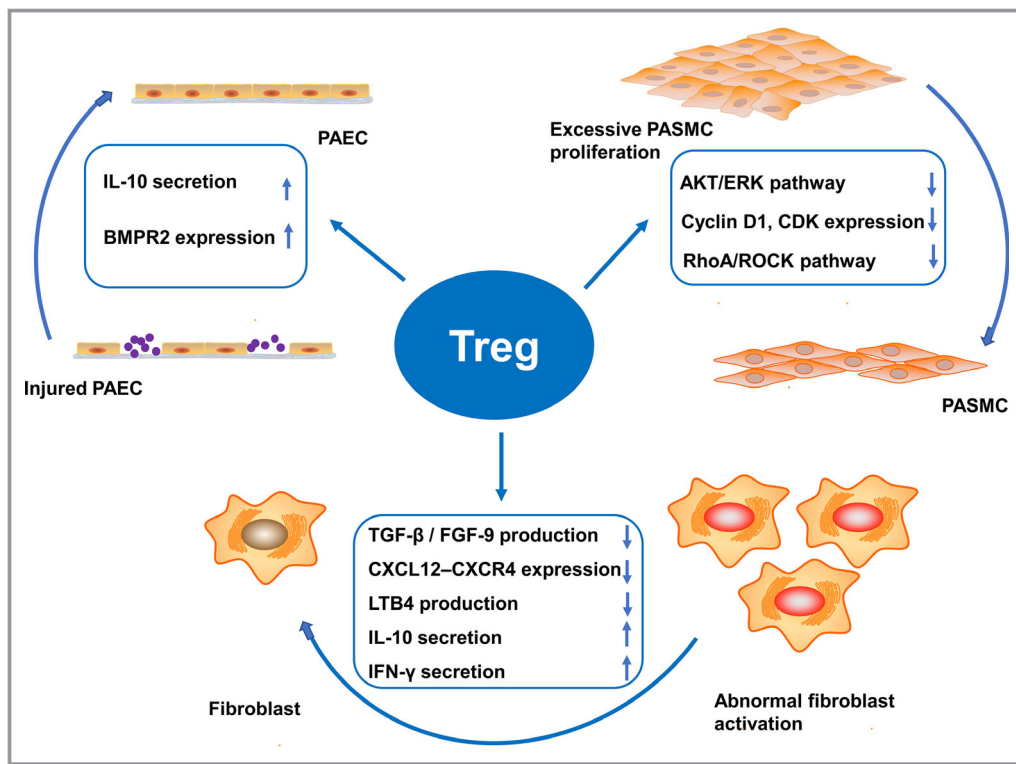 PAEC
IL-10 secretion
BMPR2 expression
Injured PAEC
Excessive PASMC
proliferation
AKT/ERK pathway
Cyclin D1, CDK expression
RhoA/ROCK pathway
PASMC
Treg
TGF-β / FGF-9 production
CXCL12–CXCR4 expression
LTB4 production
IL-10 secretion
IFN-γ secretion
Fibroblast
Abnormal fibroblast
activation